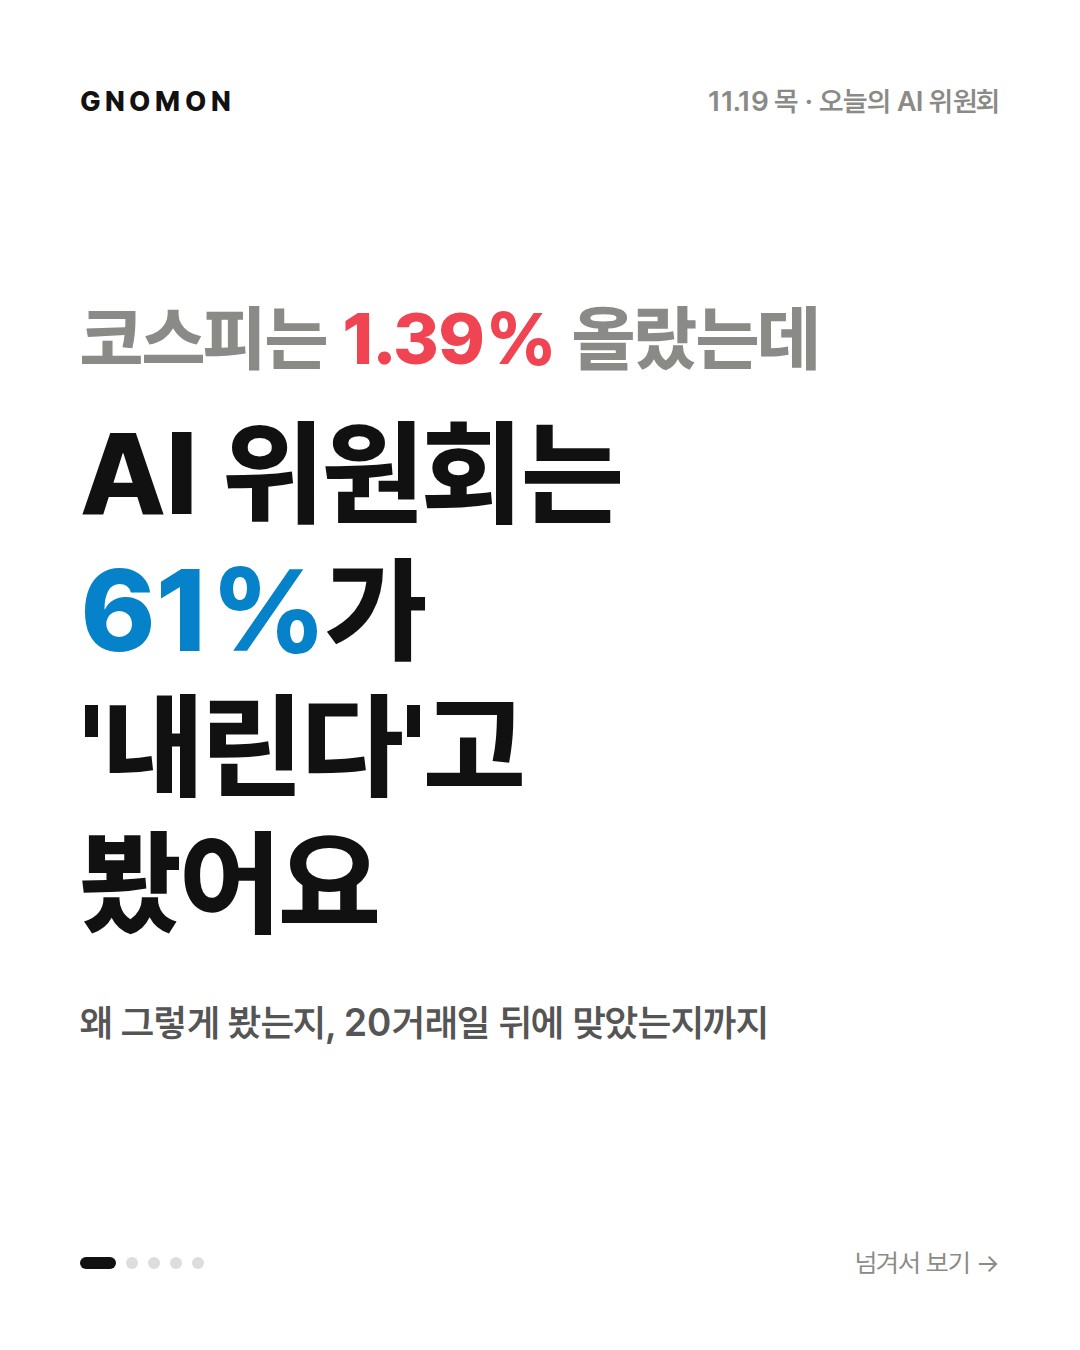 GNOMON
11.19 목 · 오늘의 AI 위원회
코스피는 1.39% 올랐는데
AI 위원회는
61%가
'내린다'고
봤어요
왜 그렇게 봤는지, 20거래일 뒤에 맞았는지까지
넘겨서 보기 →